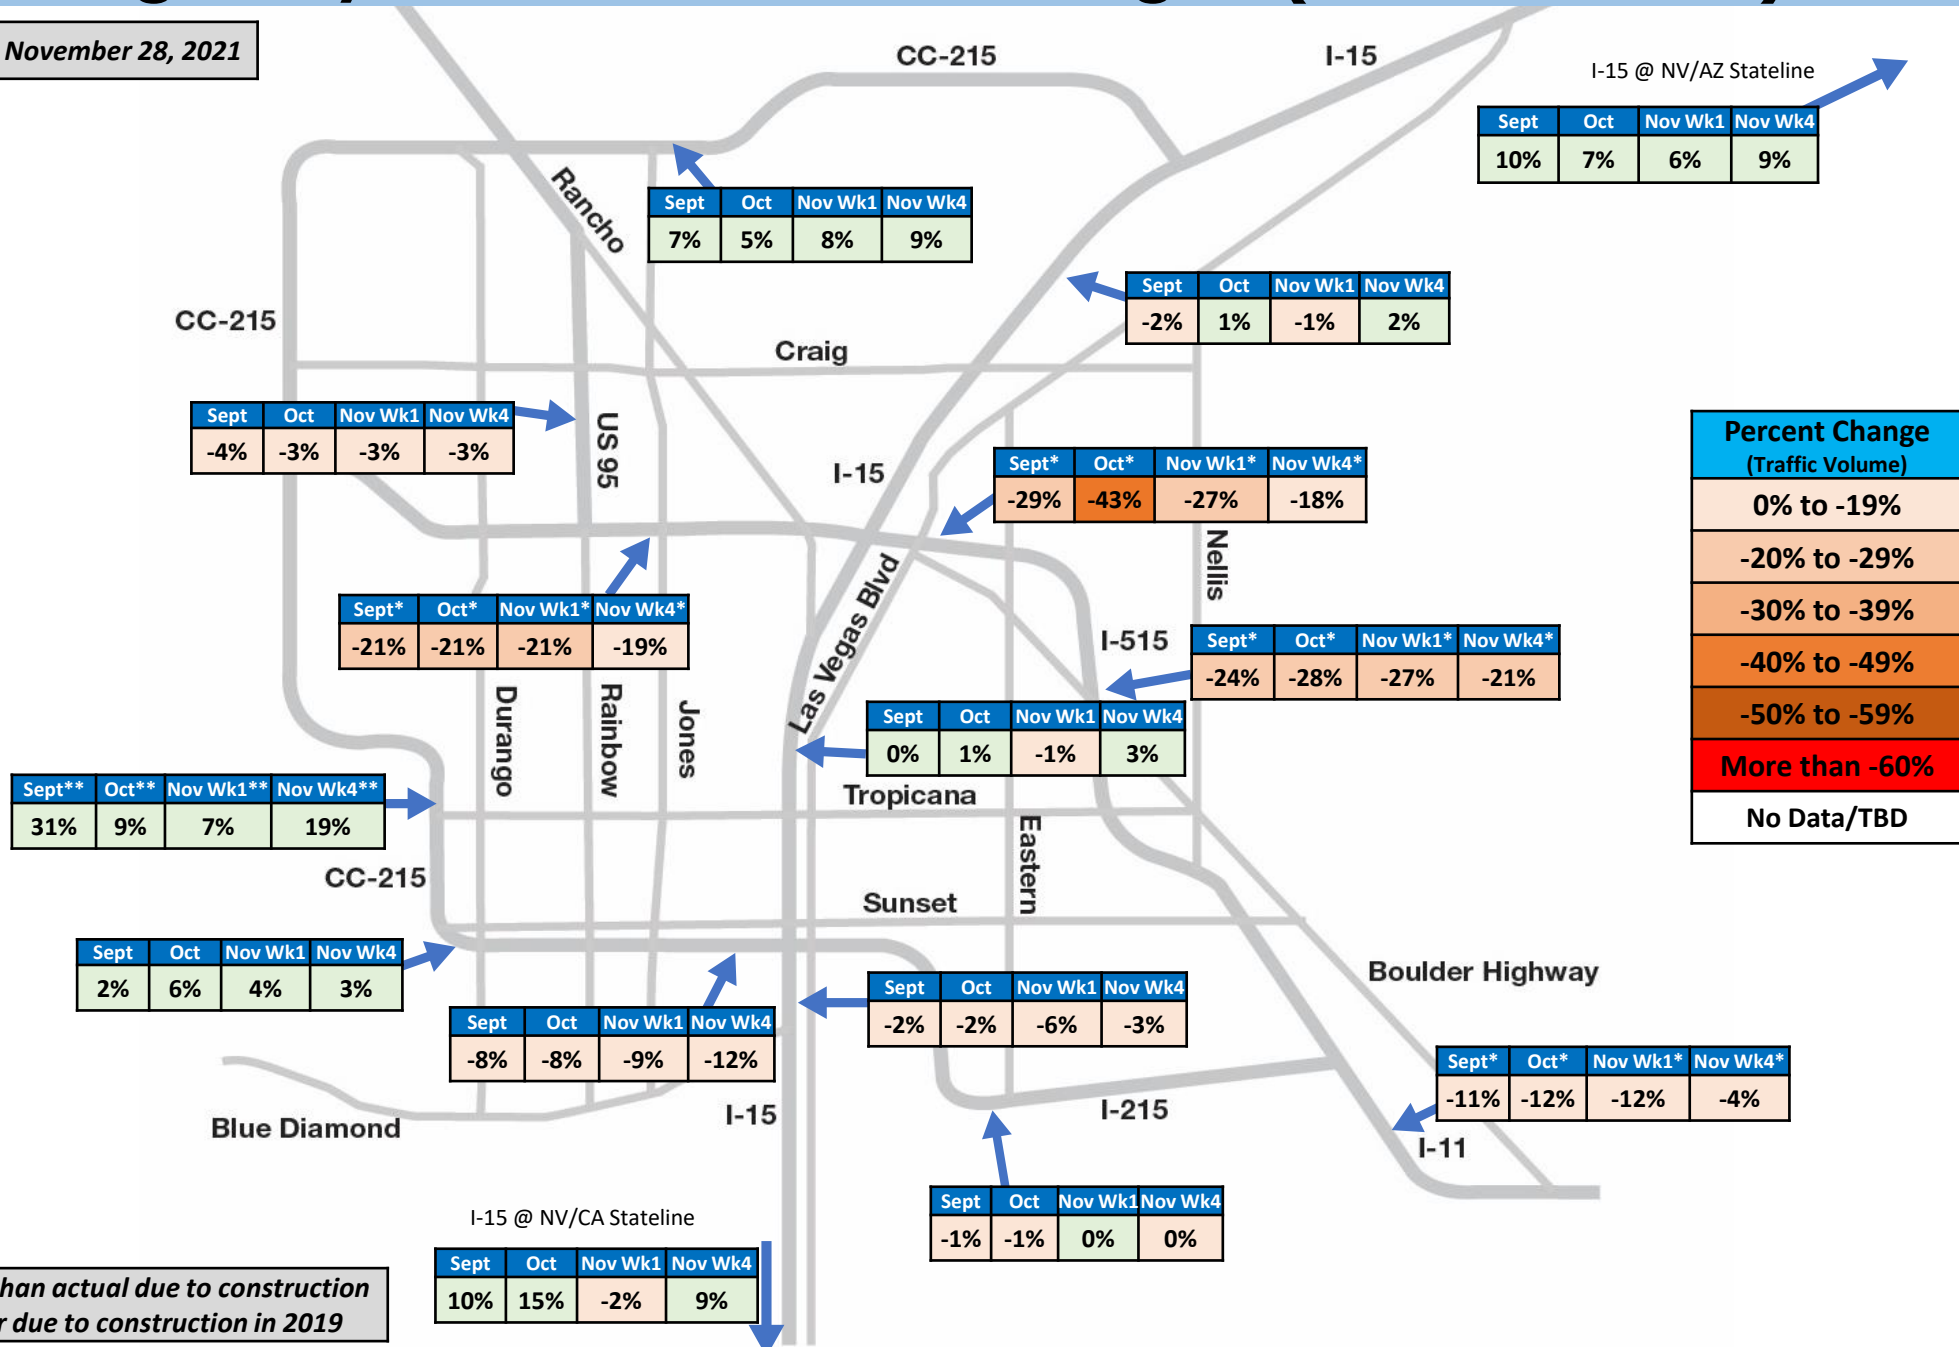 November 28, 2021
CC-215
I-15
I-15 @ NV/AZ Stateline
Sept Oct Nov Wk1 Nov Wk4
10% 7% 6% 9%
Rancho
Sept Oct Nov Wk1 Nov Wk4
7% 5% 8% 9%
Sept Oct Nov Wk1 Nov Wk4
-2% 1% -1% 2%
CC-215
Craig
Sept Oct Nov Wk1 Nov Wk4
-4% -3% -3% -3%
US 95
I-15
Sept* Oct* Nov Wk1* Nov Wk4*
-29% -43% -27% -18%
Percent Change
(Traffic Volume)
0% to -19%
-20% to -29%
-30% to -39%
-40% to -49%
-50% to -59%
More than -60%
No Data/TBD
Nellis
Las Vegas Blvd
Sept* Oct* Nov Wk1* Nov Wk4*
-21% -21% -21% -19%
I-515
Sept* Oct* Nov Wk1* Nov Wk4*
-24% -28% -27% -21%
Durango
Rainbow
Jones
Sept Oct Nov Wk1 Nov Wk4
0% 1% -1% 3%
Sept** Oct** Nov Wk1** Nov Wk4**
31% 9% 7% 19%
Tropicana
Eastern
CC-215
Sunset
Sept Oct Nov Wk1 Nov Wk4
2% 6% 4% 3%
Boulder Highway
Sept Oct Nov Wk1 Nov Wk4
-8% -8% -9% -12%
Sept Oct Nov Wk1 Nov Wk4
-2% -2% -6% -3%
Sept* Oct* Nov Wk1* Nov Wk4*
-11% -12% -12% -4%
Blue Diamond
I-15
I-215
I-11
Sept Oct Nov Wk1 Nov Wk4
-1% -1% 0% 0%
I-15 @ NV/CA Stateline
Sept Oct Nov Wk1 Nov Wk4
10% 15% -2% 9%
han actual due to construction
r due to construction in 2019